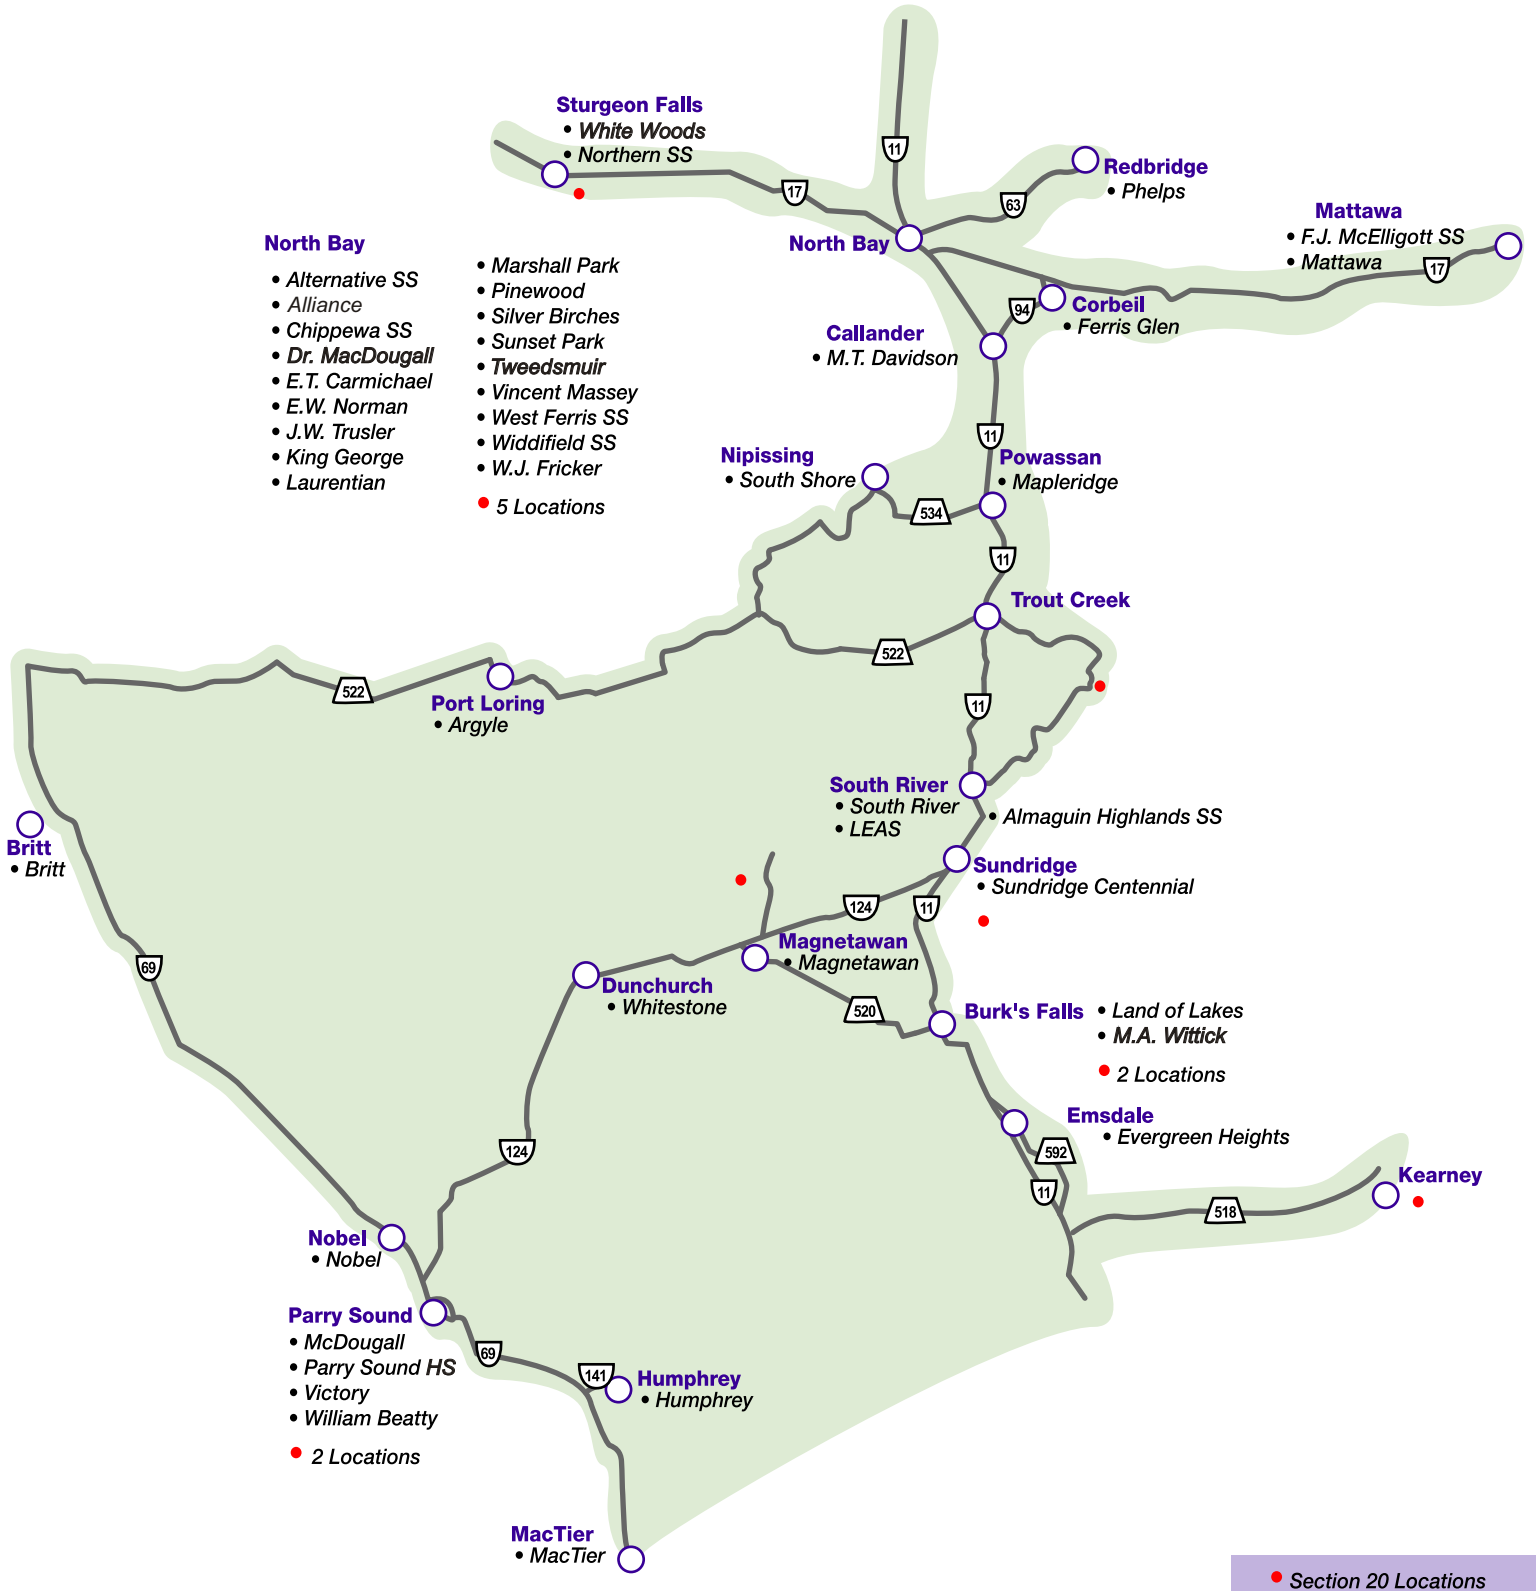 Sturgeon Falls
• White Woods
• Northern SS
11
17
63
Redbridge
• Phelps
Mattawa
• F.J. McElligott SS
• Mattawa
17
North Bay
North Bay
• Alternative SS
• Alliance
• Chippewa SS
• Dr. MacDougall
• E.T. Carmichael
• E.W. Norman
• J.W. Trusler
• King George
• Laurentian
• Marshall Park
• Pinewood
• Silver Birches
• Sunset Park
• Tweedsmuir
• Vincent Massey
• West Ferris SS
• Widdifield SS
• W.J. Fricker
• 5 Locations
94
Corbeil
• Ferris Glen
Callander
• M.T. Davidson
11
Nipissing
• South Shore
Powassan
• Mapleridge
534
11
Trout Creek
522
522
Port Loring
• Argyle
11
South River
• South River
• LEAS
• Almaguin Highlands SS
Britt
• Britt
Sundridge
• Sundridge Centennial
124
11
Magnetawan
• Magnetawan
69
Dunchurch
• Whitestone
520
Burk's Falls
• Land of Lakes
• M.A. Wittick
• 2 Locations
Emsdale
• Evergreen Heights
124
592
11
Kearney
518
Nobel
• Nobel
Parry Sound
• McDougall
• Parry Sound HS
• Victory
• William Beatty
• 2 Locations
69
141
Humphrey
• Humphrey
MacTier
• MacTier
• Section 20 Locations